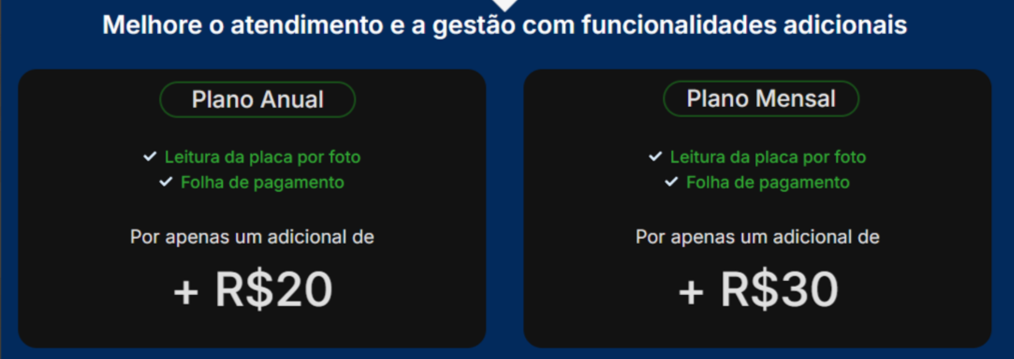 Melhore o atendimento e a gestão com funcionalidades adicionais
Plano Anual
Leitura da placa por foto
Folha de pagamento
Por apenas um adicional de
+ R$20
Plano Mensal
Leitura da placa por foto
Folha de pagamento
Por apenas um adicional de
+ R$30